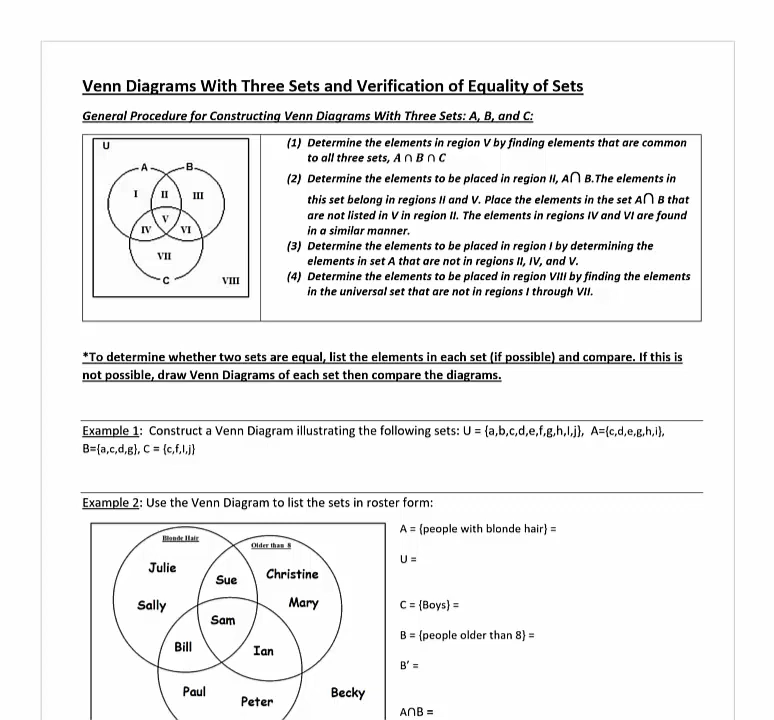 Venn Diagrams With Three Sets and Verification of Equality of Sets
General Procedure for Constructing Venn Diagrams With Three Sets: A, B, and C:
U
A
B
I
II
III
V
IV
VI
VII
C
VIII
(1) Determine the elements in region V by finding elements that are common
to all three sets, A ∩ B ∩ C
(2) Determine the elements to be placed in region II, A∩ B.The elements in
this set belong in regions II and V. Place the elements in the set A∩ B that
are not listed in V in region II. The elements in regions IV and VI are found
in a similar manner.
(3) Determine the elements to be placed in region I by determining the
elements in set A that are not in regions II, IV, and V.
(4) Determine the elements to be placed in region VIII by finding the elements
in the universal set that are not in regions I through VII.
*To determine whether two sets are equal, list the elements in each set (if possible) and compare. If this is
not possible, draw Venn Diagrams of each set then compare the diagrams.
Example 1: Construct a Venn Diagram illustrating the following sets: U = {a,b,c,d,e,f,g,h,I,j}, A={c,d,e,g,h,i},
B={a,c,d,g}, C = {c,f,I,j}
Example 2: Use the Venn Diagram to list the sets in roster form:
Blonde Hair
Older than 8
Julie
Sue
Christine
Sally
Mary
Sam
Bill
Ian
Paul
Peter
Becky
A = {people with blonde hair} =
U =
C = {Boys} =
B = {people older than 8} =
B’ =
A∩B =